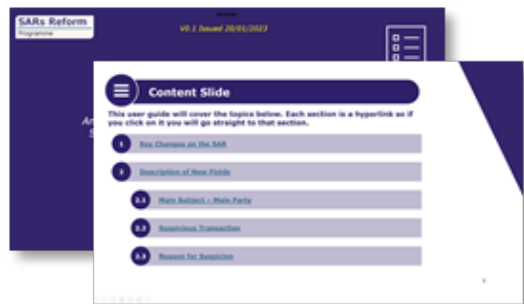 SARs Reform
Programme
V0.1 Issued 20/01/2023
Content Slide
This user guide will cover the topics below. Each section is a hyperlink so if
you click on it you will go straight to that section.
1 Key Changes on the SAR
2 Description of New Fields
2.1 Main Subject – Main Party
2.2 Suspicious Transaction
2.3 Reason for Suspicion